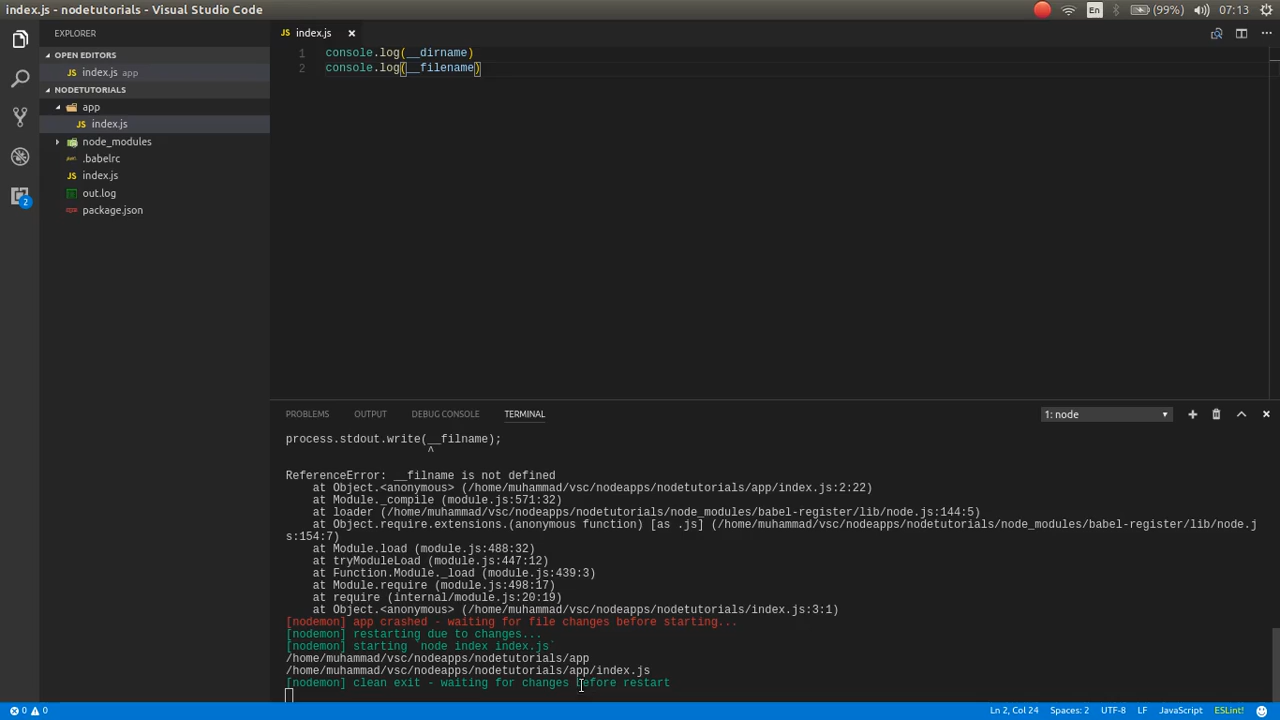 index.js - nodetutorials - Visual Studio Code
En (99%) 07:13
EXPLORER
OPEN EDITORS
JS index.js app
NODETUTORIALS
app
JS index.js
node_modules
.babelrc
JS index.js
out.log
package.json
2
JS index.js
1 console.log(__dirname)
2 console.log(__filename)
PROBLEMS OUTPUT DEBUG CONSOLE TERMINAL 1: node
process.stdout.write(__filname);
^
ReferenceError: __filname is not defined
at Object.<anonymous> (/home/muhammad/vsc/nodeapps/nodetutorials/app/index.js:2:22)
at Module._compile (module.js:571:32)
at loader (/home/muhammad/vsc/nodeapps/nodetutorials/node_modules/babel-register/lib/node.js:144:5)
at Object.require.extensions.(anonymous function) [as .js] (/home/muhammad/vsc/nodeapps/nodetutorials/node_modules/babel-register/lib/node.j
s:154:7)
at Module.load (module.js:488:32)
at tryModuleLoad (module.js:447:12)
at Function.Module._load (module.js:439:3)
at Module.require (module.js:498:17)
at require (internal/module.js:20:19)
at Object.<anonymous> (/home/muhammad/vsc/nodeapps/nodetutorials/index.js:3:1)
[nodemon] app crashed - waiting for file changes before starting...
[nodemon] restarting due to changes...
[nodemon] starting `node index index.js`
/home/muhammad/vsc/nodeapps/nodetutorials/app
/home/muhammad/vsc/nodeapps/nodetutorials/app/index.js
[nodemon] clean exit - waiting for changes before restart
0 0 Ln 2, Col 24 Spaces: 2 UTF-8 LF JavaScript ESLint!